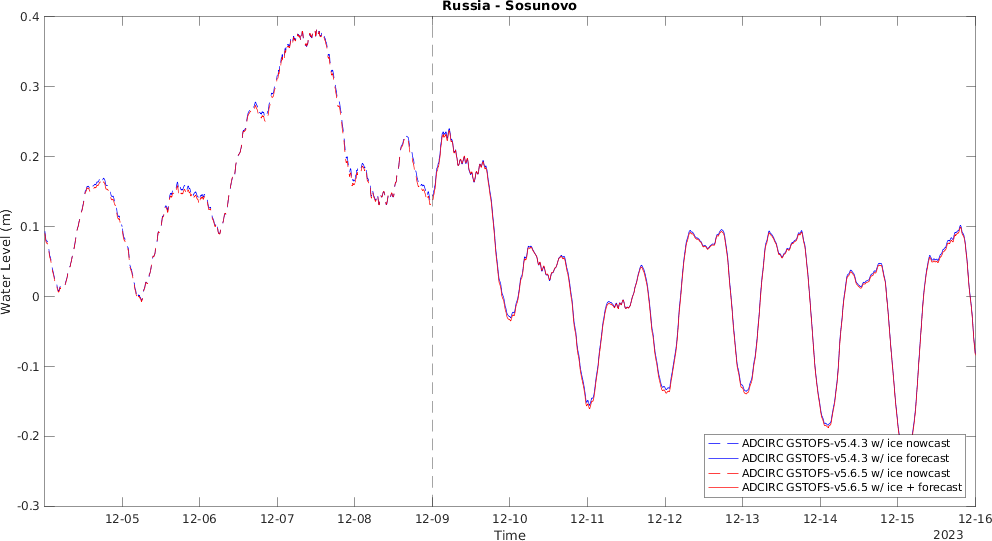 Russia - Sosunovo
0.4
0.3
0.2
0.1
0
-0.1
-0.2
-0.3
Water Level (m)
ADCIRC GSTOFS-v5.4.3 w/ ice nowcast
ADCIRC GSTOFS-v5.4.3 w/ ice forecast
ADCIRC GSTOFS-v5.6.5 w/ ice nowcast
ADCIRC GSTOFS-v5.6.5 w/ ice + forecast
12-05 12-06 12-07 12-08 12-09 12-10 12-11 12-12 12-13 12-14 12-15 12-16
Time
2023